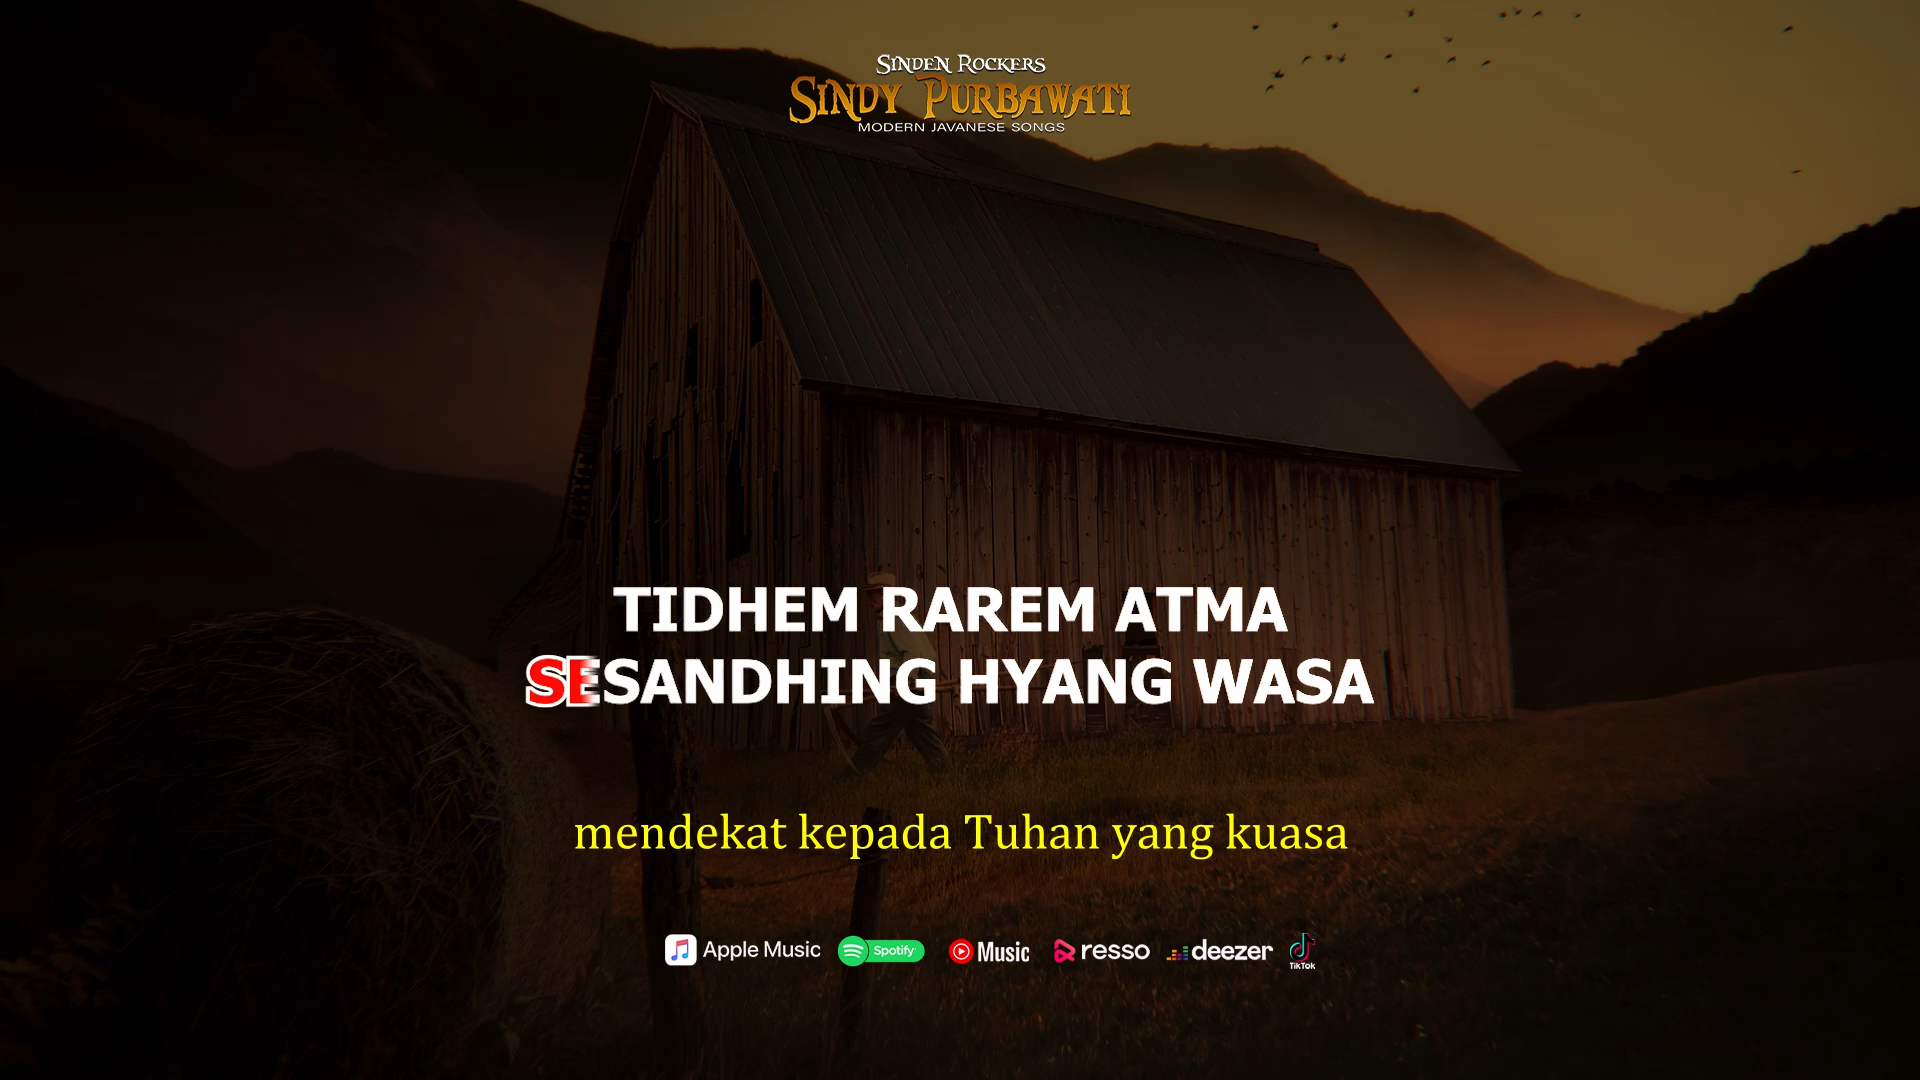 SINDEN ROCKERS
SINDY PURBAWATI
MODERN JAVANESE SONGS
TIDHEM RAREM ATMA
SESANDHING HYANG WASA
mendekat kepada Tuhan yang kuasa
Apple Music Spotify Music resso deezer TikTok